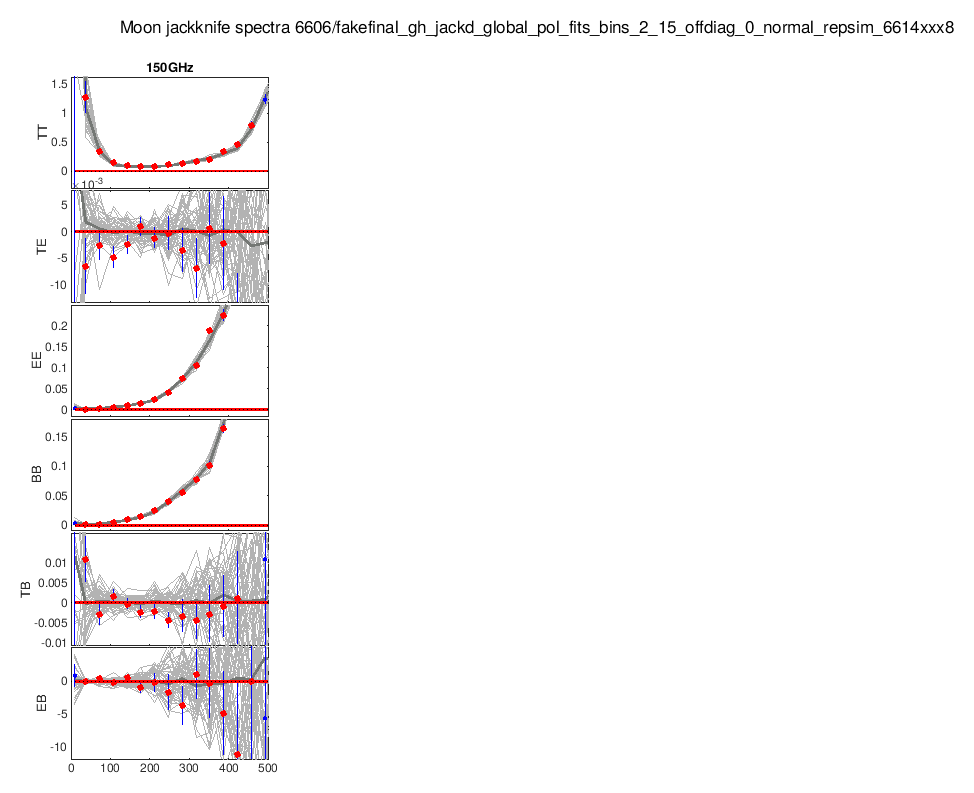 Moon jackknife spectra 6606/fakefinal_gh_jackd_global_pol_fits_bins_2_15_offdiag_0_normal_repsim_6614xxx8
150GHz
1.5
1
0.5
0
TT
10^-3
5
0
-5
-10
TE
0.2
0.15
0.1
0.05
0
EE
0.15
0.1
0.05
0
BB
0.01
0.005
0
-0.005
-0.01
TB
0
-5
-10
EB
0 100 200 300 400 500